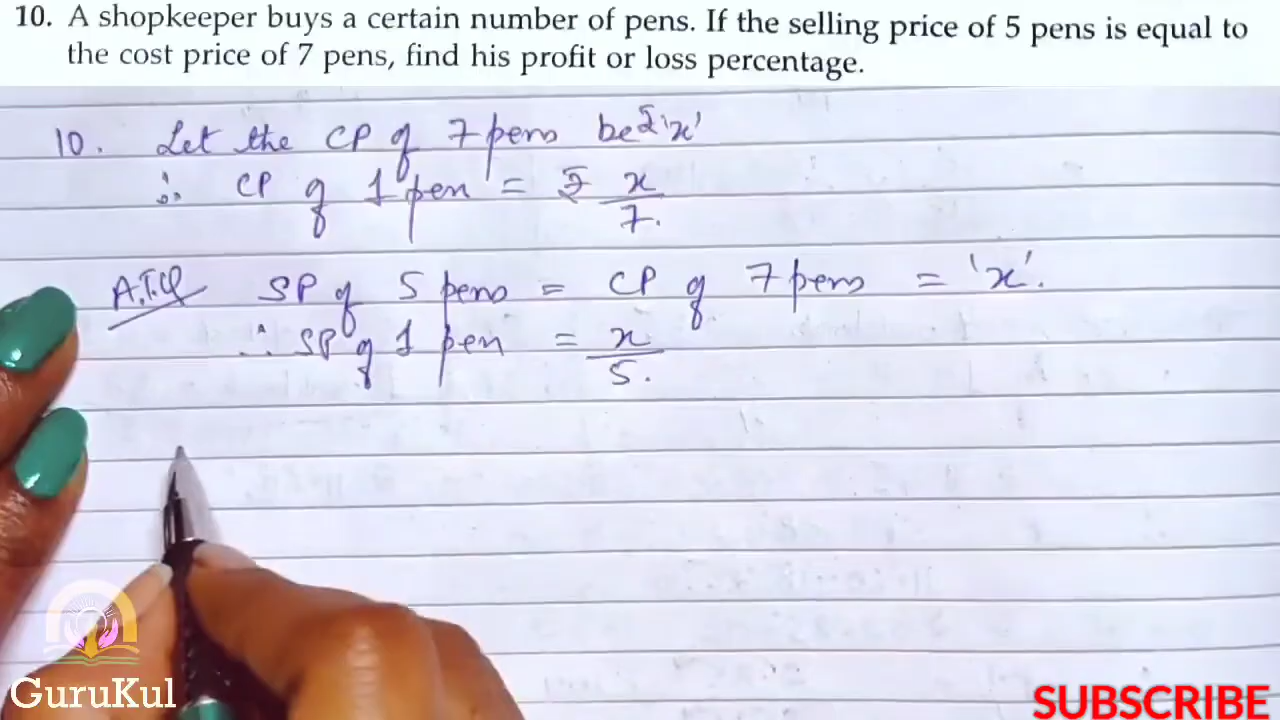 10. A shopkeeper buys a certain number of pens. If the selling price of 5 pens is equal to
the cost price of 7 pens, find his profit or loss percentage.
10. Let the CP of 7 pens be ₹ 'x'
∴ CP of 1 pen = ₹ x/7.
A.T.Q SP of 5 pens = CP of 7 pens = 'x'.
∴ SP of 1 pen = x/5.
GuruKul
SUBSCRIBE